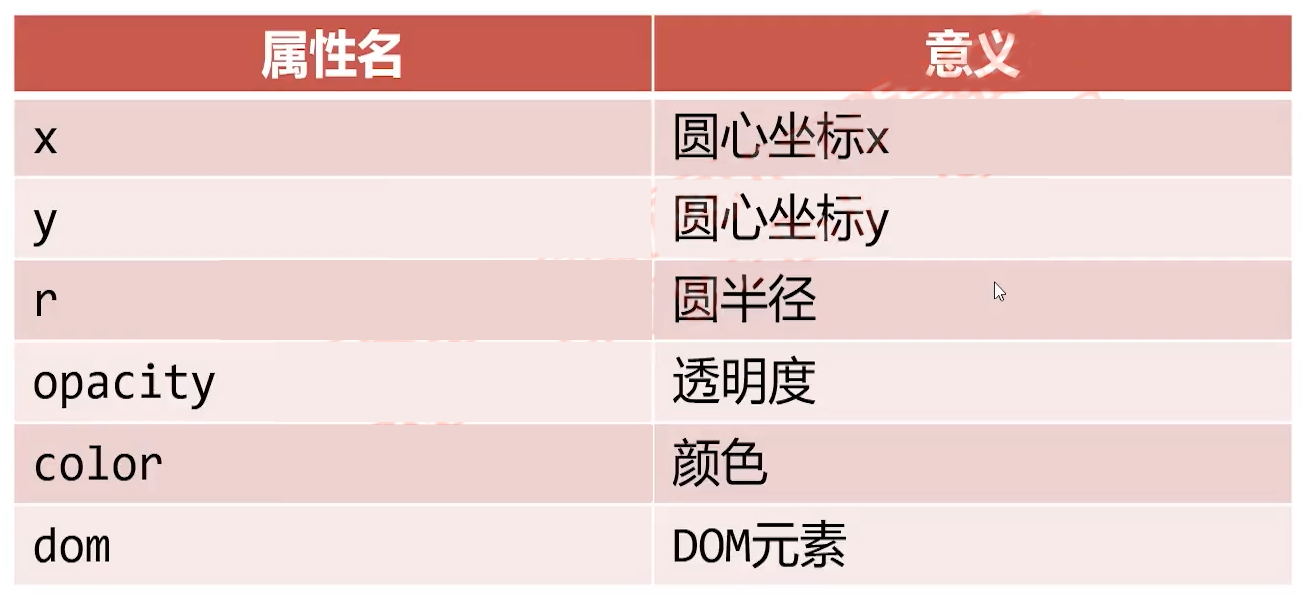 属性名 意义
x 圆心坐标x
y 圆心坐标y
r 圆半径
opacity 透明度
color 颜色
dom DOM元素